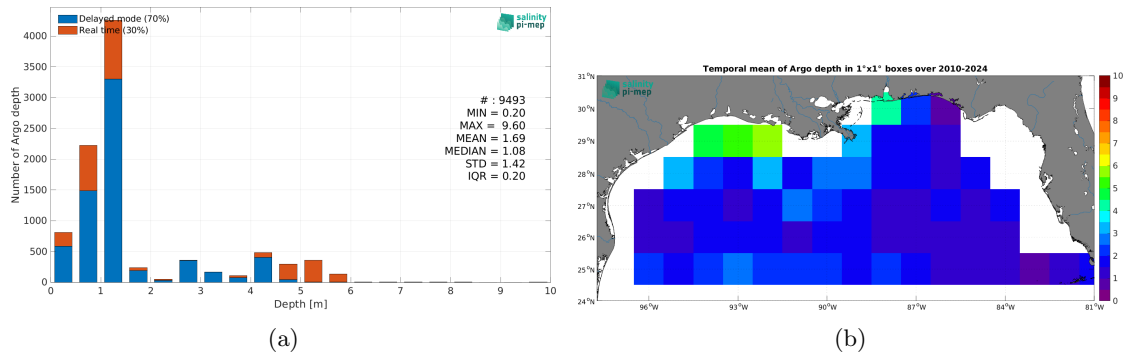 Delayed mode (70%)
Real time (30%)
salinity
pi-mep
Number of Argo depth
4000
3500
3000
2500
2000
1500
1000
500
0
# : 9493
MIN = 0.20
MAX = 9.60
MEAN = 1.69
MEDIAN = 1.08
STD = 1.42
IQR = 0.20
0 1 2 3 4 5 6 7 8 9 10
Depth [m]
(a)
Temporal mean of Argo depth in 1°x1° boxes over 2010-2024
salinity
pi-mep
31°N
30°N
29°N
28°N
27°N
26°N
25°N
24°N
96°W 93°W 90°W 87°W 84°W 81°W
10
9
8
7
6
5
4
3
2
1
0
(b)